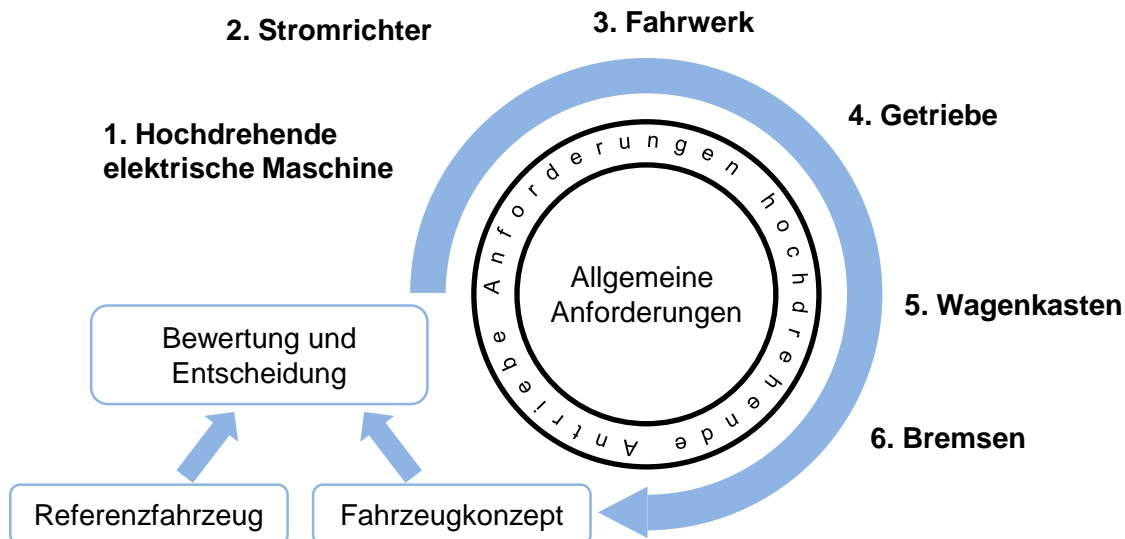 2. Stromrichter
3. Fahrwerk
1. Hochdrehende
elektrische Maschine
4. Getriebe
Anforderungen hochdrehende Antriebe
Allgemeine
Anforderungen
5. Wagenkasten
Bewertung und
Entscheidung
6. Bremsen
Referenzfahrzeug
Fahrzeugkonzept